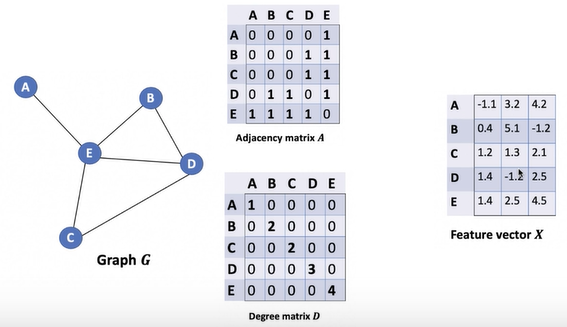 A
B
E
D
C
Graph G
A B C D E
A 0 0 0 0 1
B 0 0 0 1 1
C 0 0 0 1 1
D 0 1 1 0 1
E 1 1 1 1 0
Adjacency matrix A
A B C D E
A 1 0 0 0 0
B 0 2 0 0 0
C 0 0 2 0 0
D 0 0 0 3 0
E 0 0 0 0 4
Degree matrix D
A -1.1 3.2 4.2
B 0.4 5.1 -1.2
C 1.2 1.3 2.1
D 1.4 -1.2 2.5
E 1.4 2.5 4.5
Feature vector X